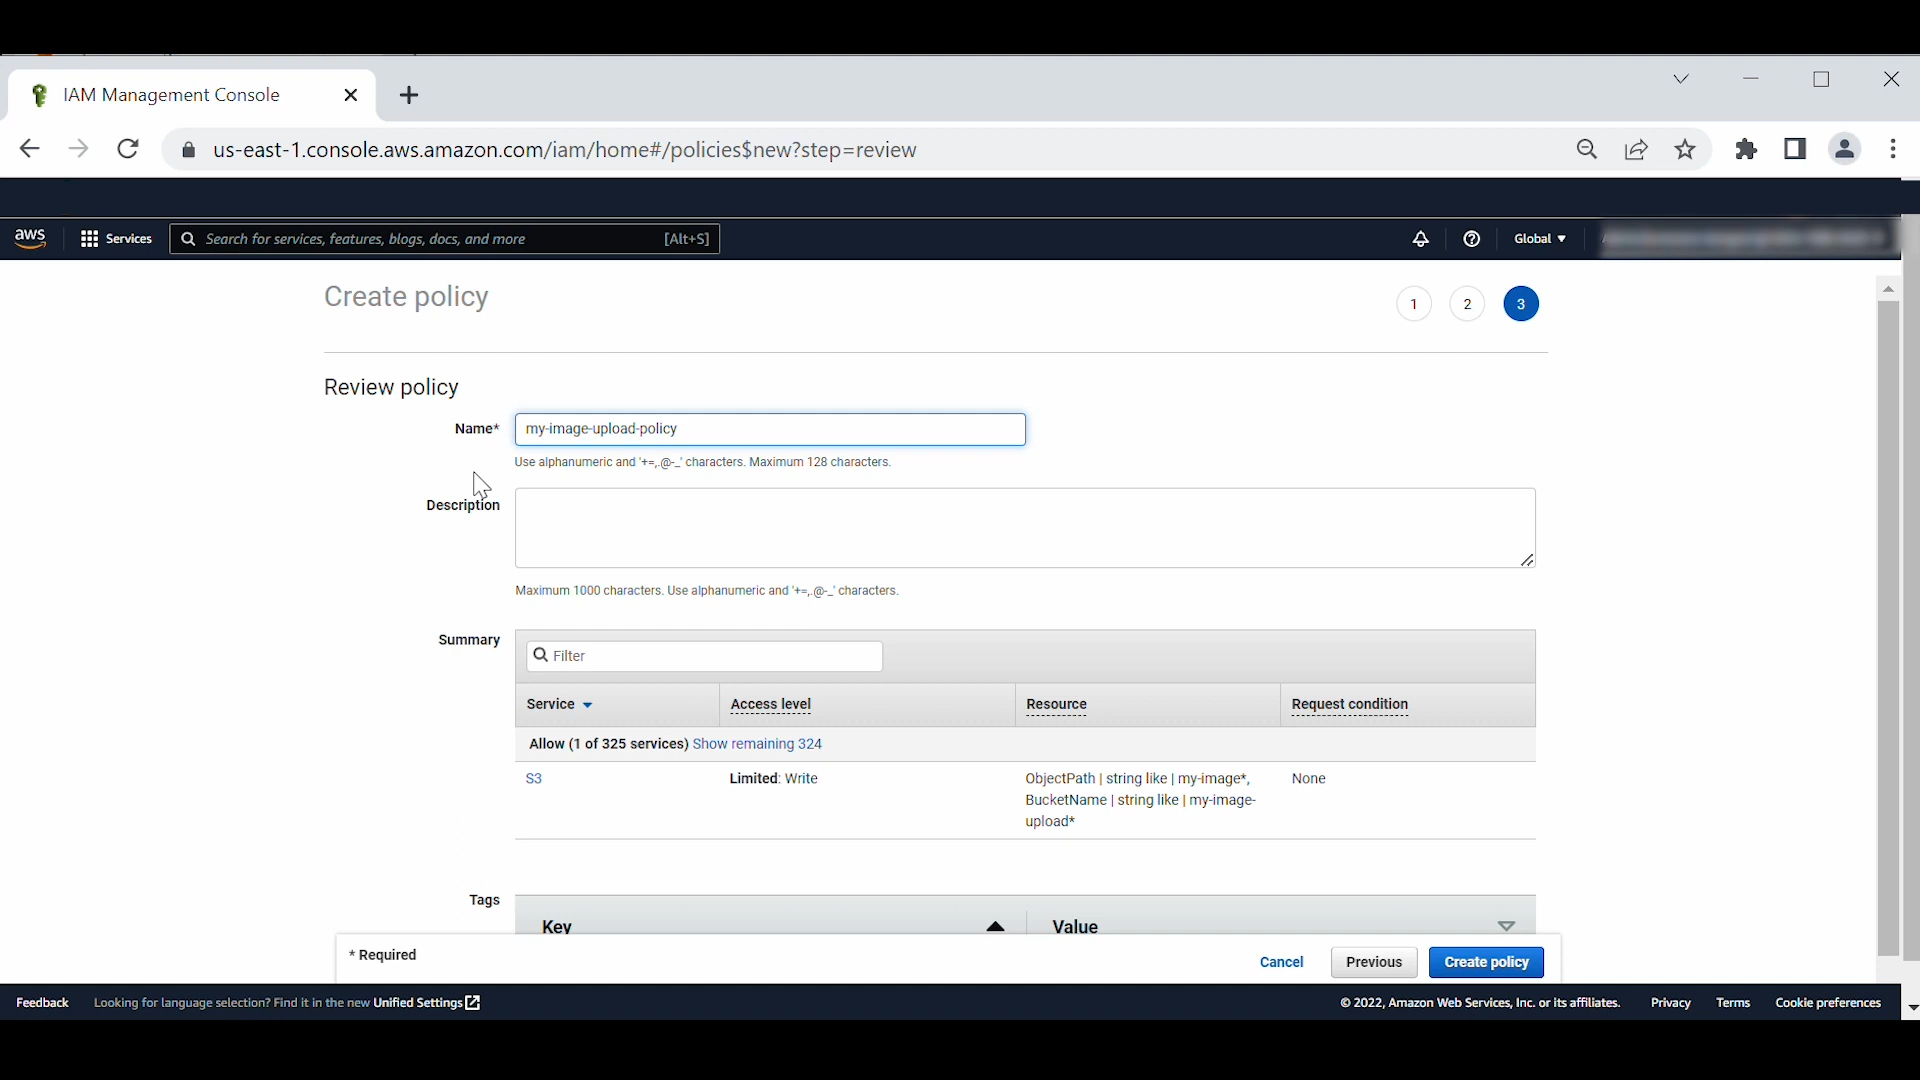 IAM Management Console
us-east-1.console.aws.amazon.com/iam/home#/policies$new?step=review
aws
Services
Search for services, features, blogs, docs, and more [Alt+S]
Global
Create policy
1 2 3
Review policy
Name* my-image-upload-policy
Use alphanumeric and '+=,.@-_' characters. Maximum 128 characters.
Description
Maximum 1000 characters. Use alphanumeric and '+=,.@-_' characters.
Summary
Filter
Service Access level Resource Request condition
Allow (1 of 325 services) Show remaining 324
S3 Limited: Write ObjectPath | string like | my-image*, None
BucketName | string like | my-image-
upload*
Tags
Key Value
* Required
Cancel Previous Create policy
Feedback Looking for language selection? Find it in the new Unified Settings © 2022, Amazon Web Services, Inc. or its affiliates. Privacy Terms Cookie preferences